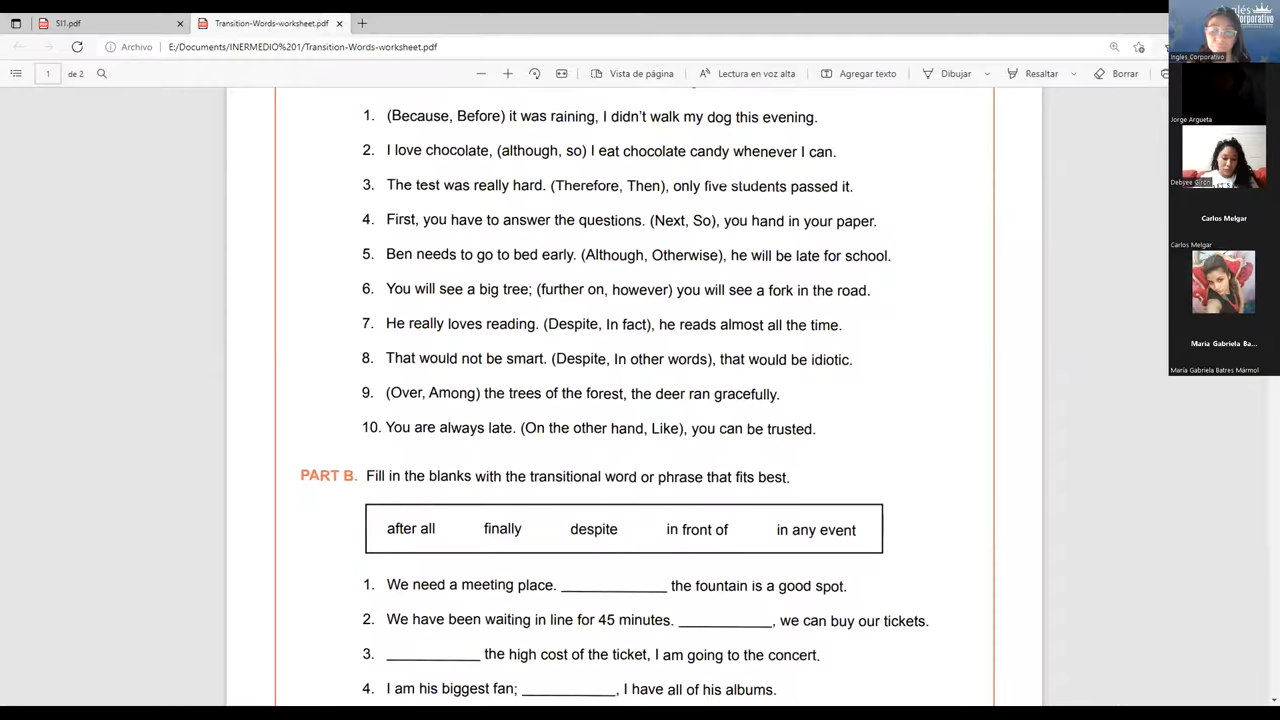 SI1.pdf
Transition-Words-worksheet.pdf
Archivo
E:/Documents/INERMEDIO%201/Transition-Words-worksheet.pdf
1
de 2
Vista de página
Lectura en voz alta
Agregar texto
Dibujar
Resaltar
Borrar
1. (Because, Before) it was raining, I didn't walk my dog this evening.
2. I love chocolate, (although, so) I eat chocolate candy whenever I can.
3. The test was really hard. (Therefore, Then), only five students passed it.
4. First, you have to answer the questions. (Next, So), you hand in your paper.
5. Ben needs to go to bed early. (Although, Otherwise), he will be late for school.
6. You will see a big tree; (further on, however) you will see a fork in the road.
7. He really loves reading. (Despite, In fact), he reads almost all the time.
8. That would not be smart. (Despite, In other words), that would be idiotic.
9. (Over, Among) the trees of the forest, the deer ran gracefully.
10. You are always late. (On the other hand, Like), you can be trusted.
PART B. Fill in the blanks with the transitional word or phrase that fits best.
after all finally despite in front of in any event
1. We need a meeting place. ____________ the fountain is a good spot.
2. We have been waiting in line for 45 minutes. ____________, we can buy our tickets.
3. ____________ the high cost of the ticket, I am going to the concert.
4. I am his biggest fan; ____________, I have all of his albums.
Inglés
Corporativo
Ingles Corporativo
Jorge Argueta
Debyee Girón
Carlos Melgar
Carlos Melgar
Maria Gabriela Ba...
María Gabriela Batres Mármol